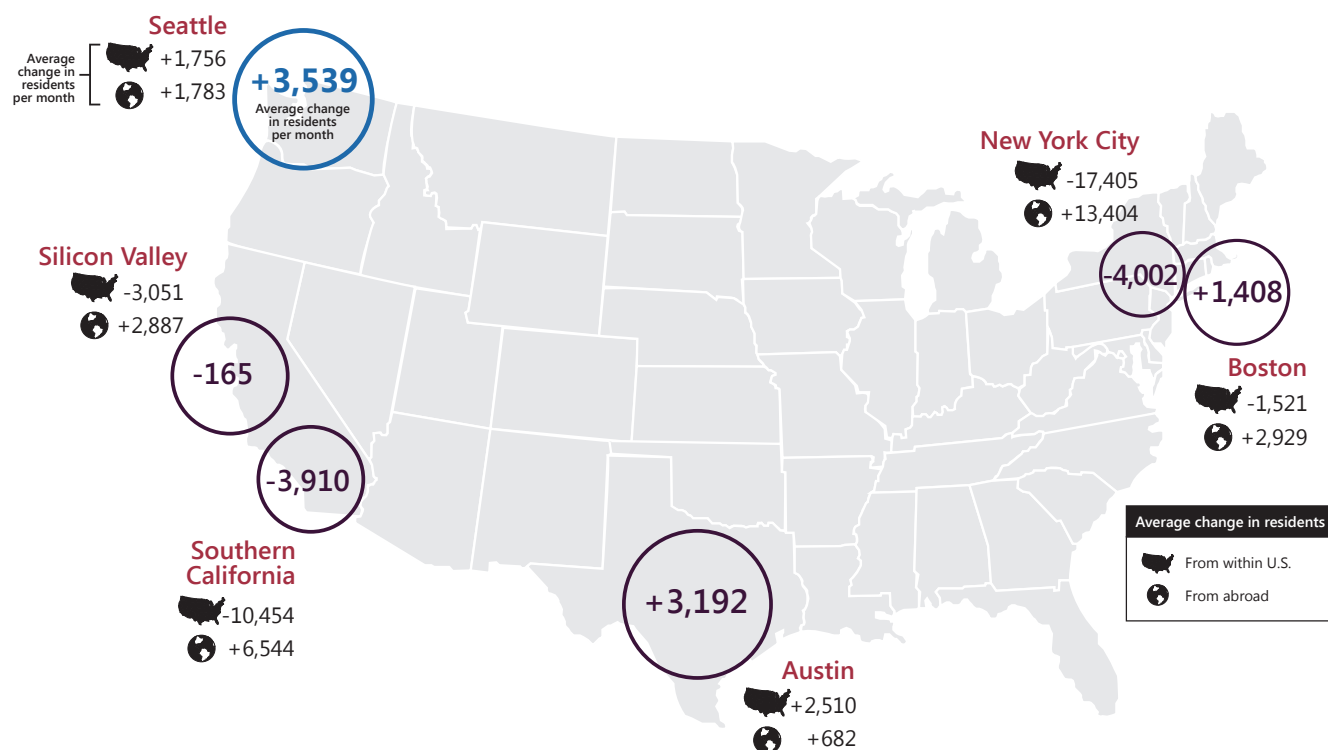 Seattle
Average
change in
residents
per month
+1,756
+1,783
+3,539
Average change
in residents
per month
New York City
-17,405
+13,404
-4,002
+1,408
Boston
-1,521
+2,929
Silicon Valley
-3,051
+2,887
-165
-3,910
Southern
California
-10,454
+6,544
+3,192
Austin
+2,510
+682
Average change in residents
From within U.S.
From abroad